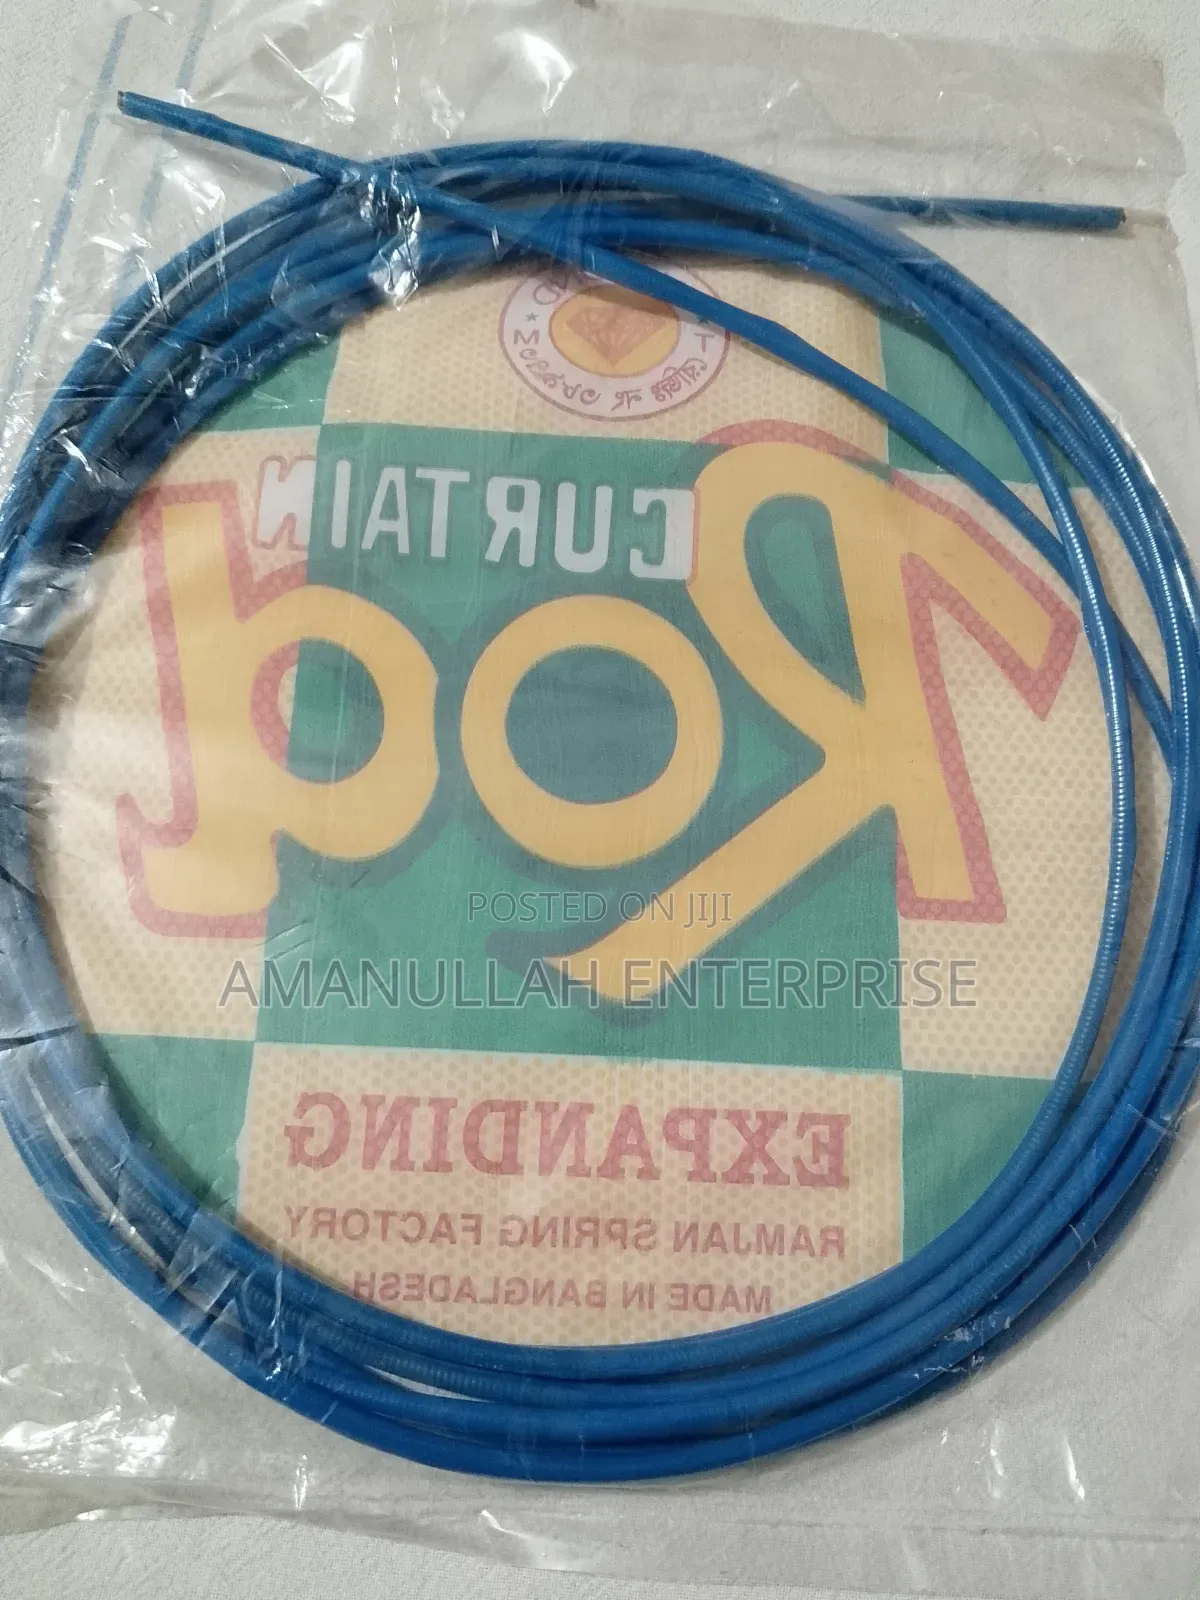 CURTAIN
Rod
POSTED ON JIJI
AMANULLAH ENTERPRISE
EXPANDING
RAMJAN SPRING FACTORY
MADE IN BANGLADESH